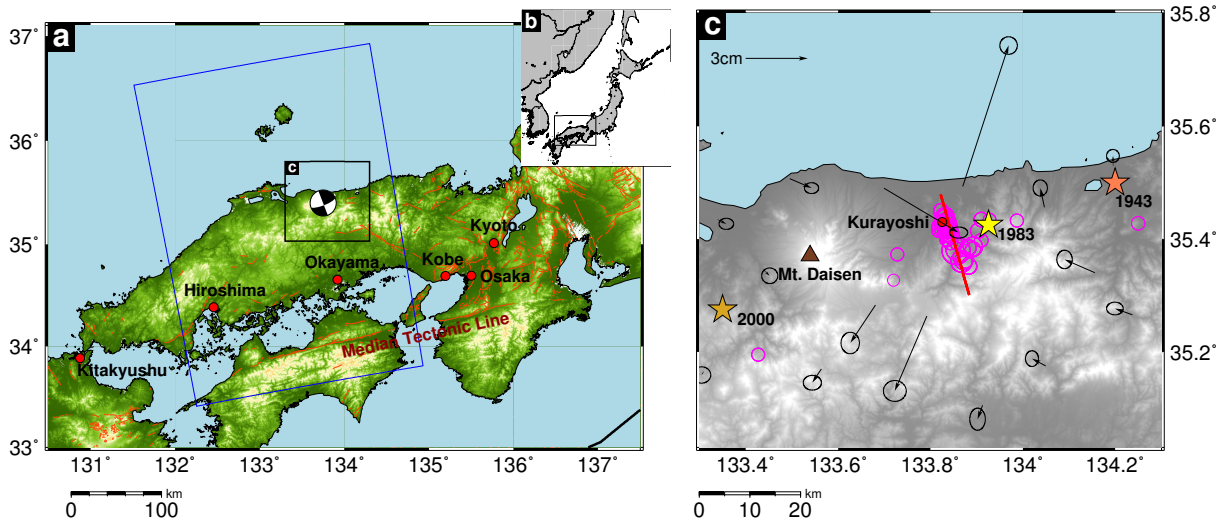 a
37°
36°
35°
34°
33°
131
132
133
134
135
136
137
c
Kyoto
Kobe
Osaka
Okayama
Hiroshima
Median Tectonic Line
Kitakyushu
km
0
100
b
c
3cm
35.8°
35.6°
35.4°
35.2°
1943
Kurayoshi
1983
Mt. Daisen
2000
133.4°
133.6°
133.8°
134°
134.2°
km
0
10
20